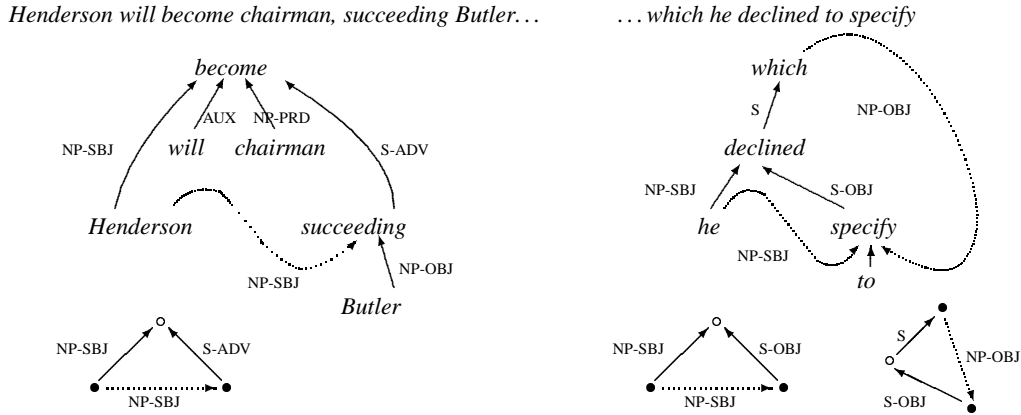 Henderson will become chairman, succeeding Butler...
become
AUX
NP-PRD
NP-SBJ
will
chairman
S-ADV
Henderson
succeeding
NP-SBJ
NP-OBJ
Butler
NP-SBJ
S-ADV
NP-SBJ
...which he declined to specify
which
S
NP-OBJ
declined
NP-SBJ
S-OBJ
he
specify
NP-SBJ
to
NP-SBJ
S-OBJ
NP-SBJ
S
NP-OBJ
S-OBJ